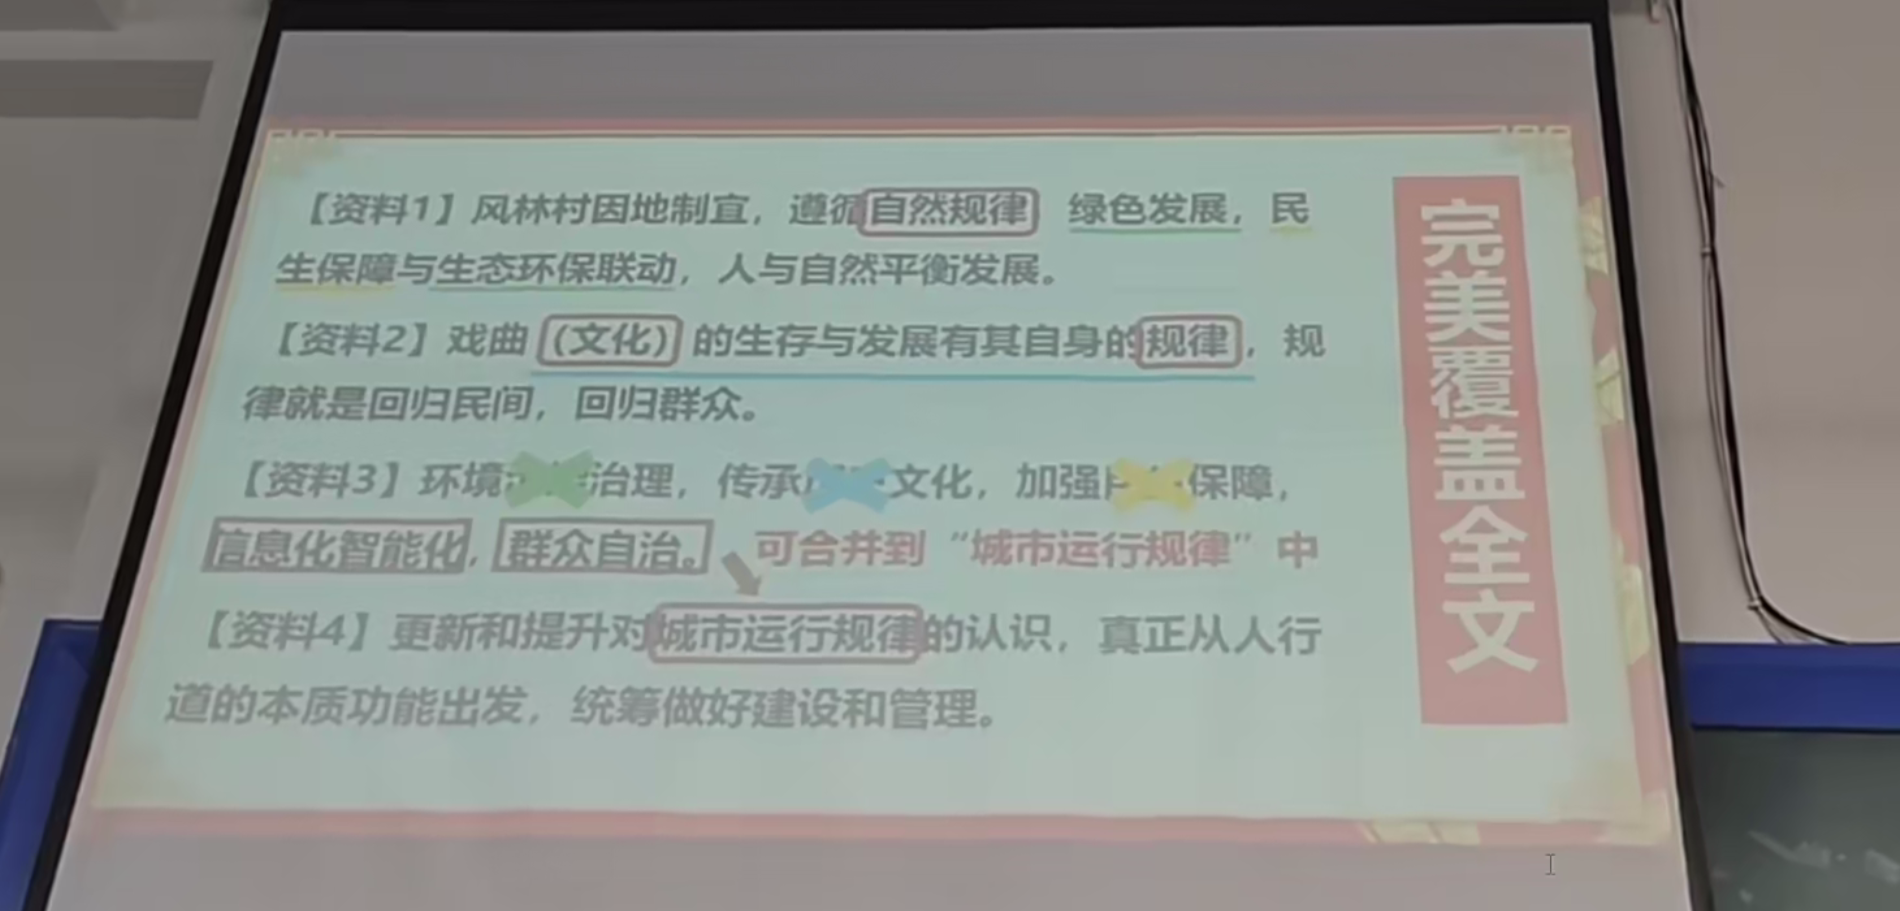 【资料1】风林村因地制宜，遵循自然规律 绿色发展，民
生保障与生态环保联动，人与自然平衡发展。
【资料2】戏曲（文化）的生存与发展有其自身的规律，规
律就是回归民间，回归群众。
【资料3】环境治理，传承文化，加强保障，
信息化智能化，群众自治。 可合并到“城市运行规律”中
【资料4】更新和提升对城市运行规律的认识，真正从人行
道的本质功能出发，统筹做好建设和管理。
完美覆盖全文